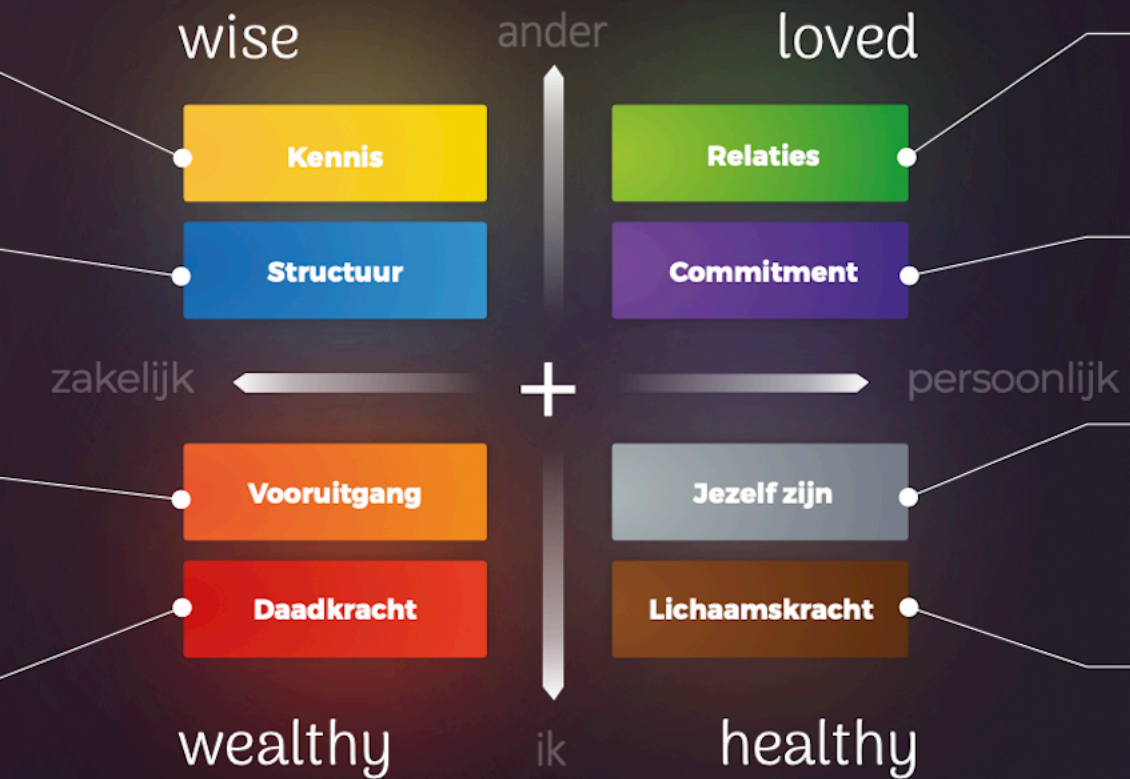 wise
ander
loved
Kennis
Relaties
Structuur
Commitment
zakelijk
persoonlijk
Vooruitgang
Jezelf zijn
Daadkracht
Lichaamskracht
wealthy
ik
healthy